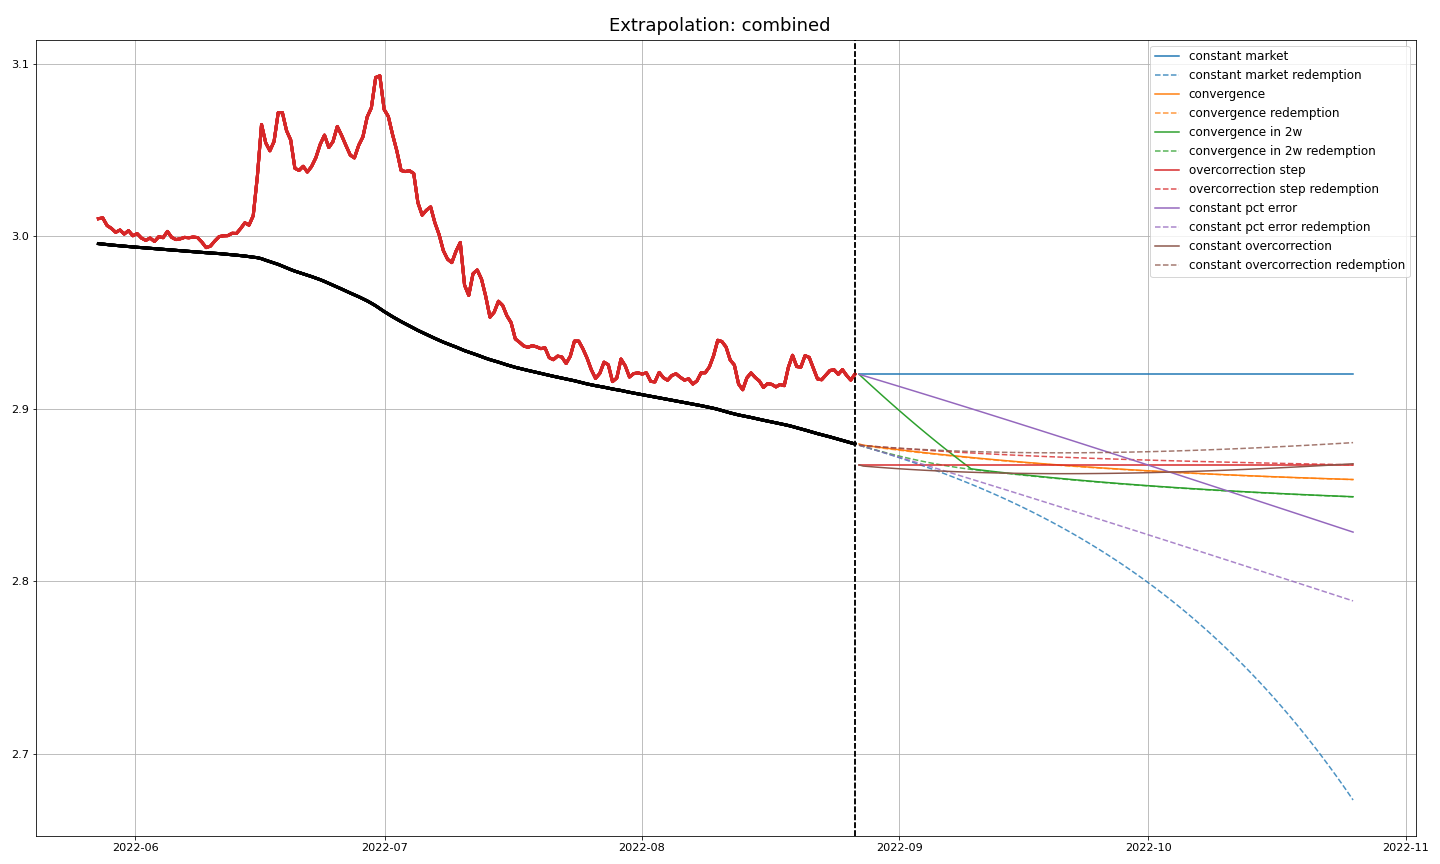 Extrapolation: combined
3.1
3.0
2.9
2.8
2.7
constant market
constant market redemption
convergence
convergence redemption
convergence in 2w
convergence in 2w redemption
overcorrection step
overcorrection step redemption
constant pct error
constant pct error redemption
constant overcorrection
constant overcorrection redemption
2022-06
2022-07
2022-08
2022-09
2022-10
2022-11